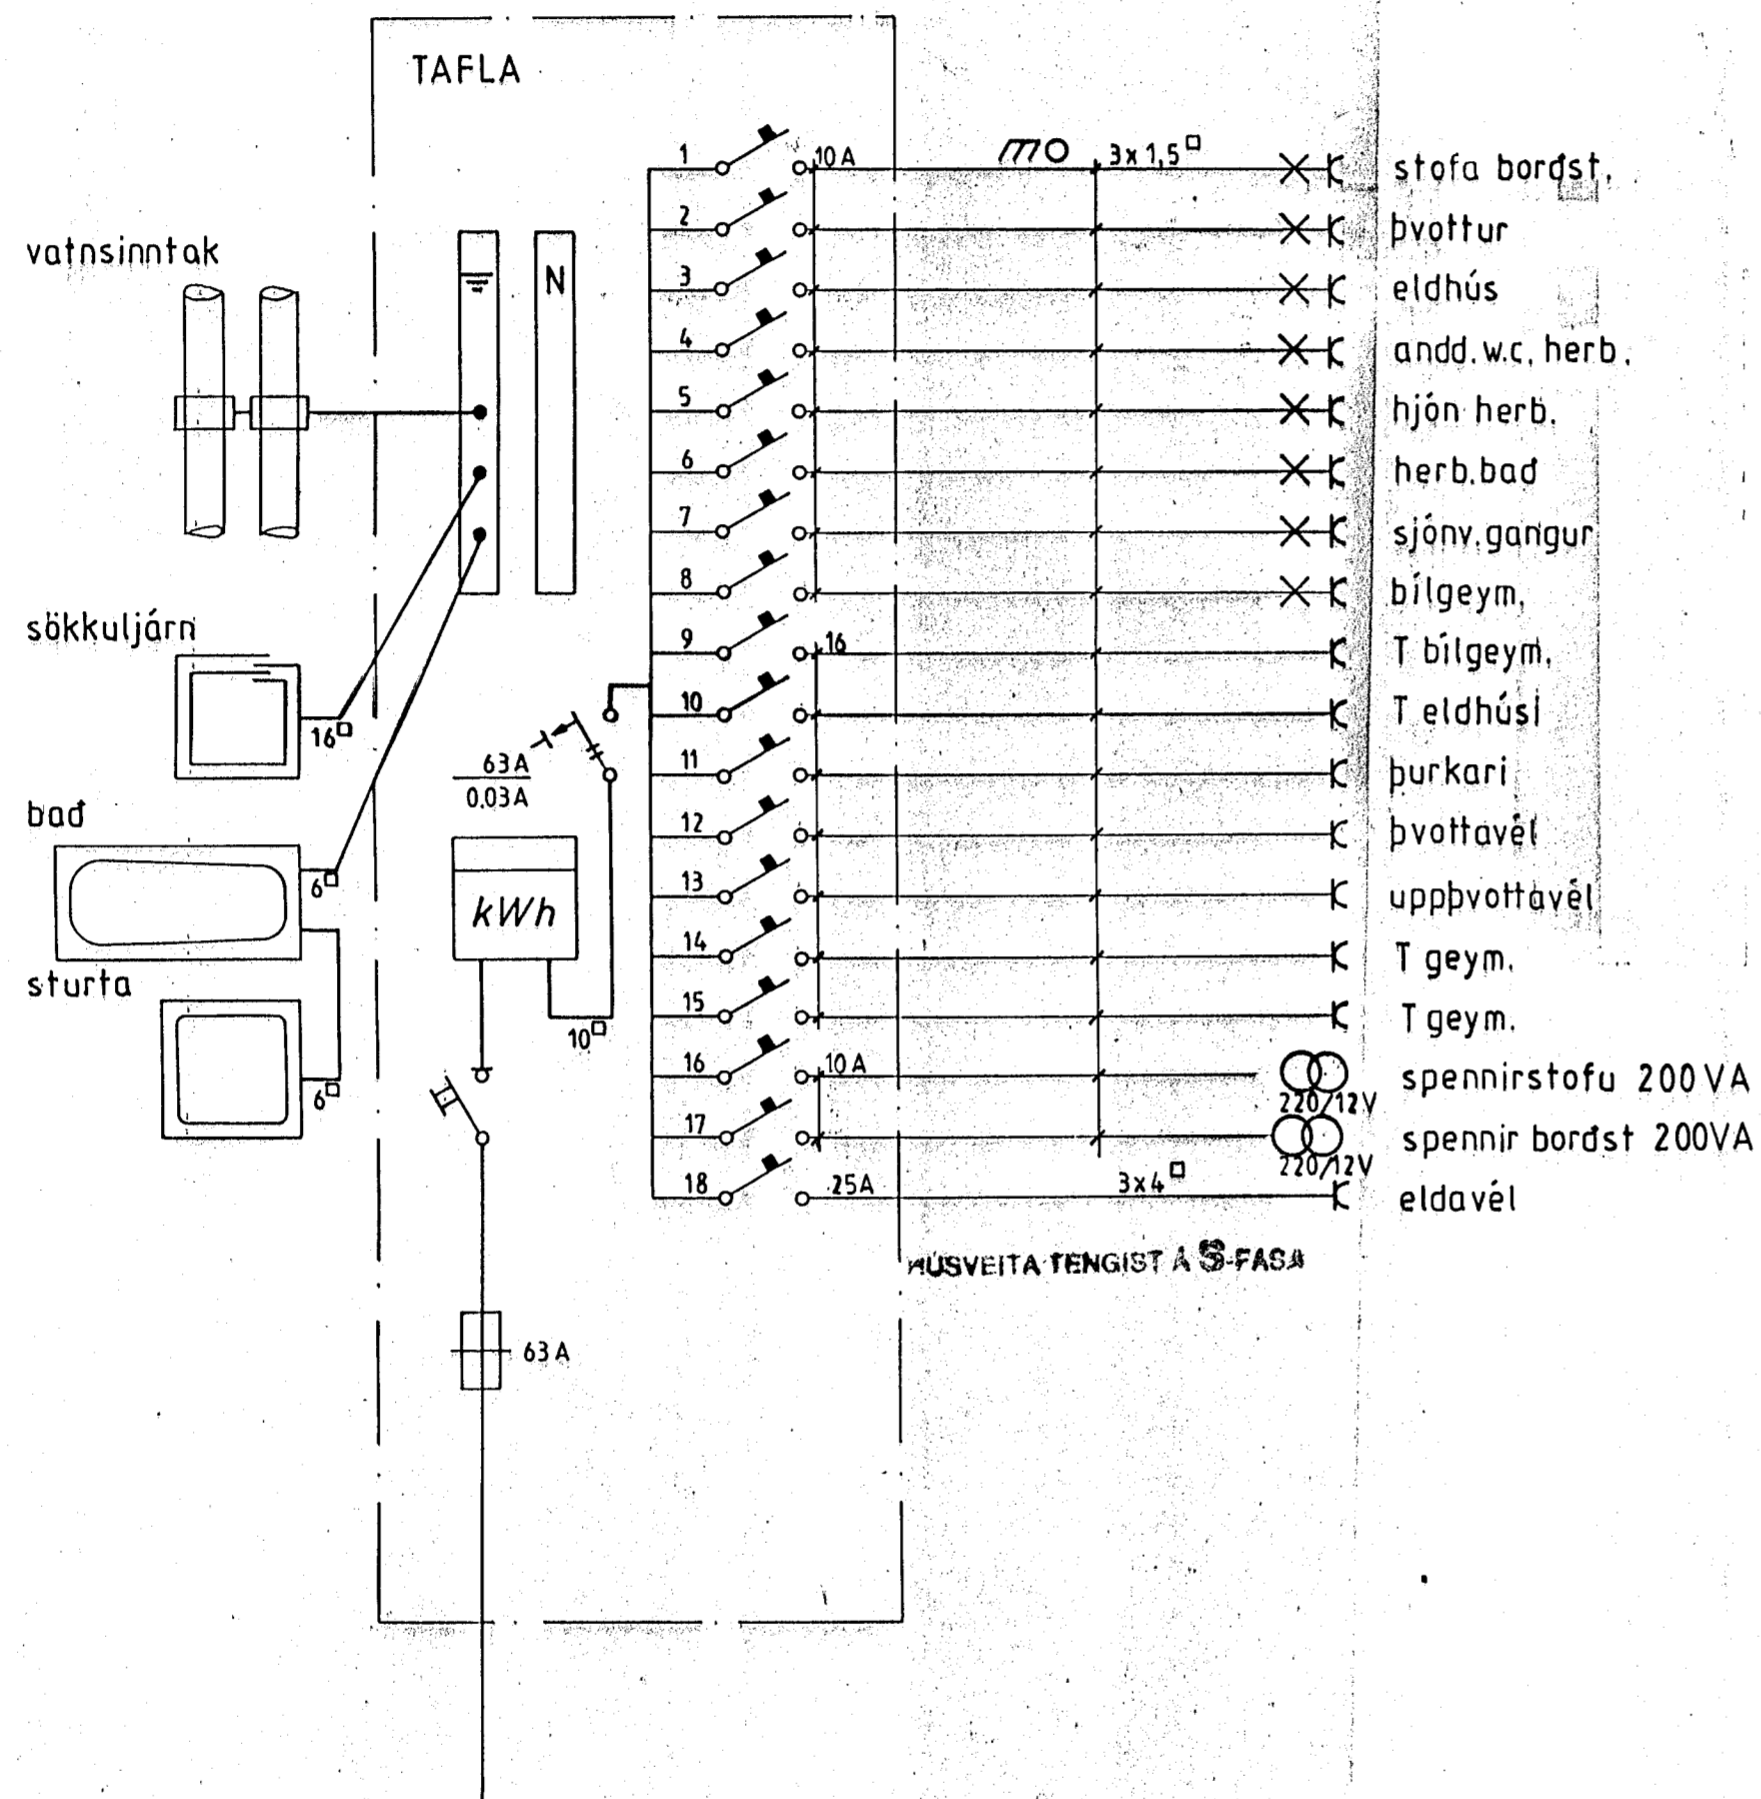 TAFLA
vatnsinntak
N
sökkuljárn
16□
bað
6□
sturta
6□
63A
0.03A
kWh
10□
63 A
3x1,5□
1 10 A stofa borðst.
2 þvottur
3 eldhús
4 andd. w.c. herb.
5 hjón herb.
6 herb. bað
7 sjónv. gangur
8 bílgeym.
9 16 T bílgeym.
10 T eldhúsi
11 þurkari
12 þvottavél
13 uppþvottavél
14 T geym.
15 T geym.
16 10 A spennirstofu 200 VA
220/12V
17 spennir borðst 200VA
220/12V
18 25A 3x4□ eldavél
HÚSVEITA TENGIST Á S-FASA